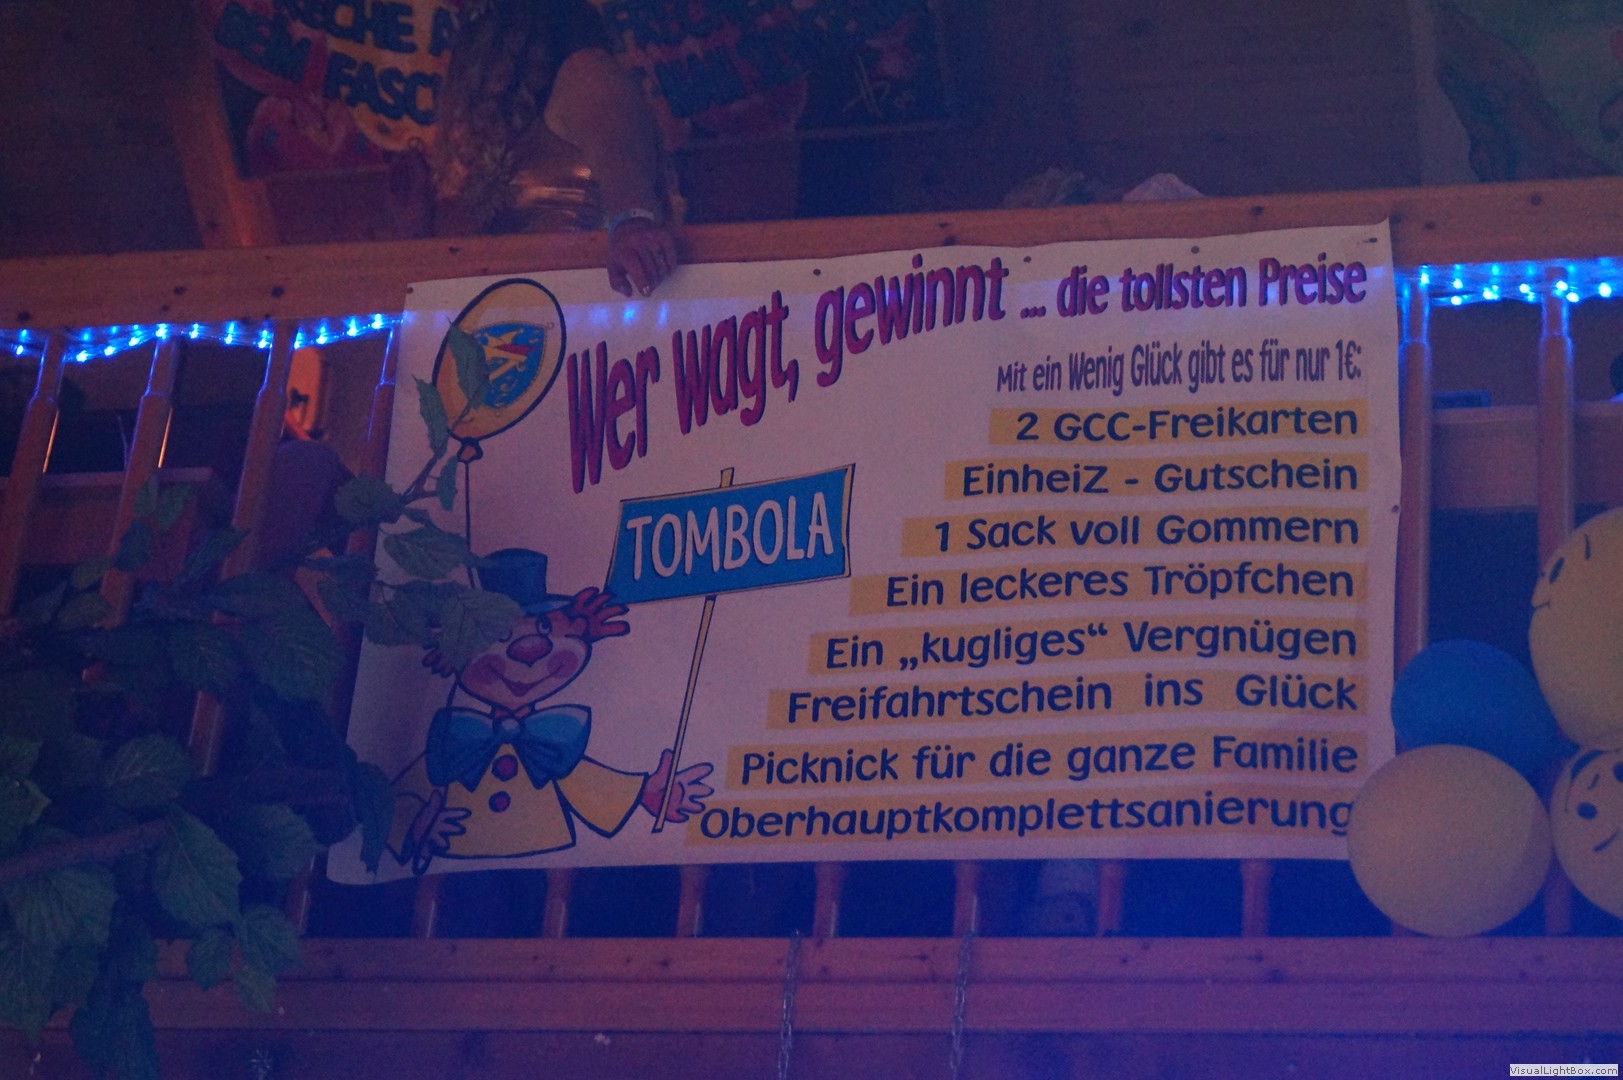 Wer wagt, gewinnt ... die tollsten Preise
Mit ein Wenig Glück gibt es für nur 1€:
2 GCC-Freikarten
Einheiz - Gutschein
1 Sack voll Gommern
Ein leckeres Tröpfchen
Ein „kugliges“ Vergnügen
Freifahrtschein ins Glück
Picknick für die ganze Familie
Oberhauptkomplettsanierung
TOMBOLA
VisualLightBox.com